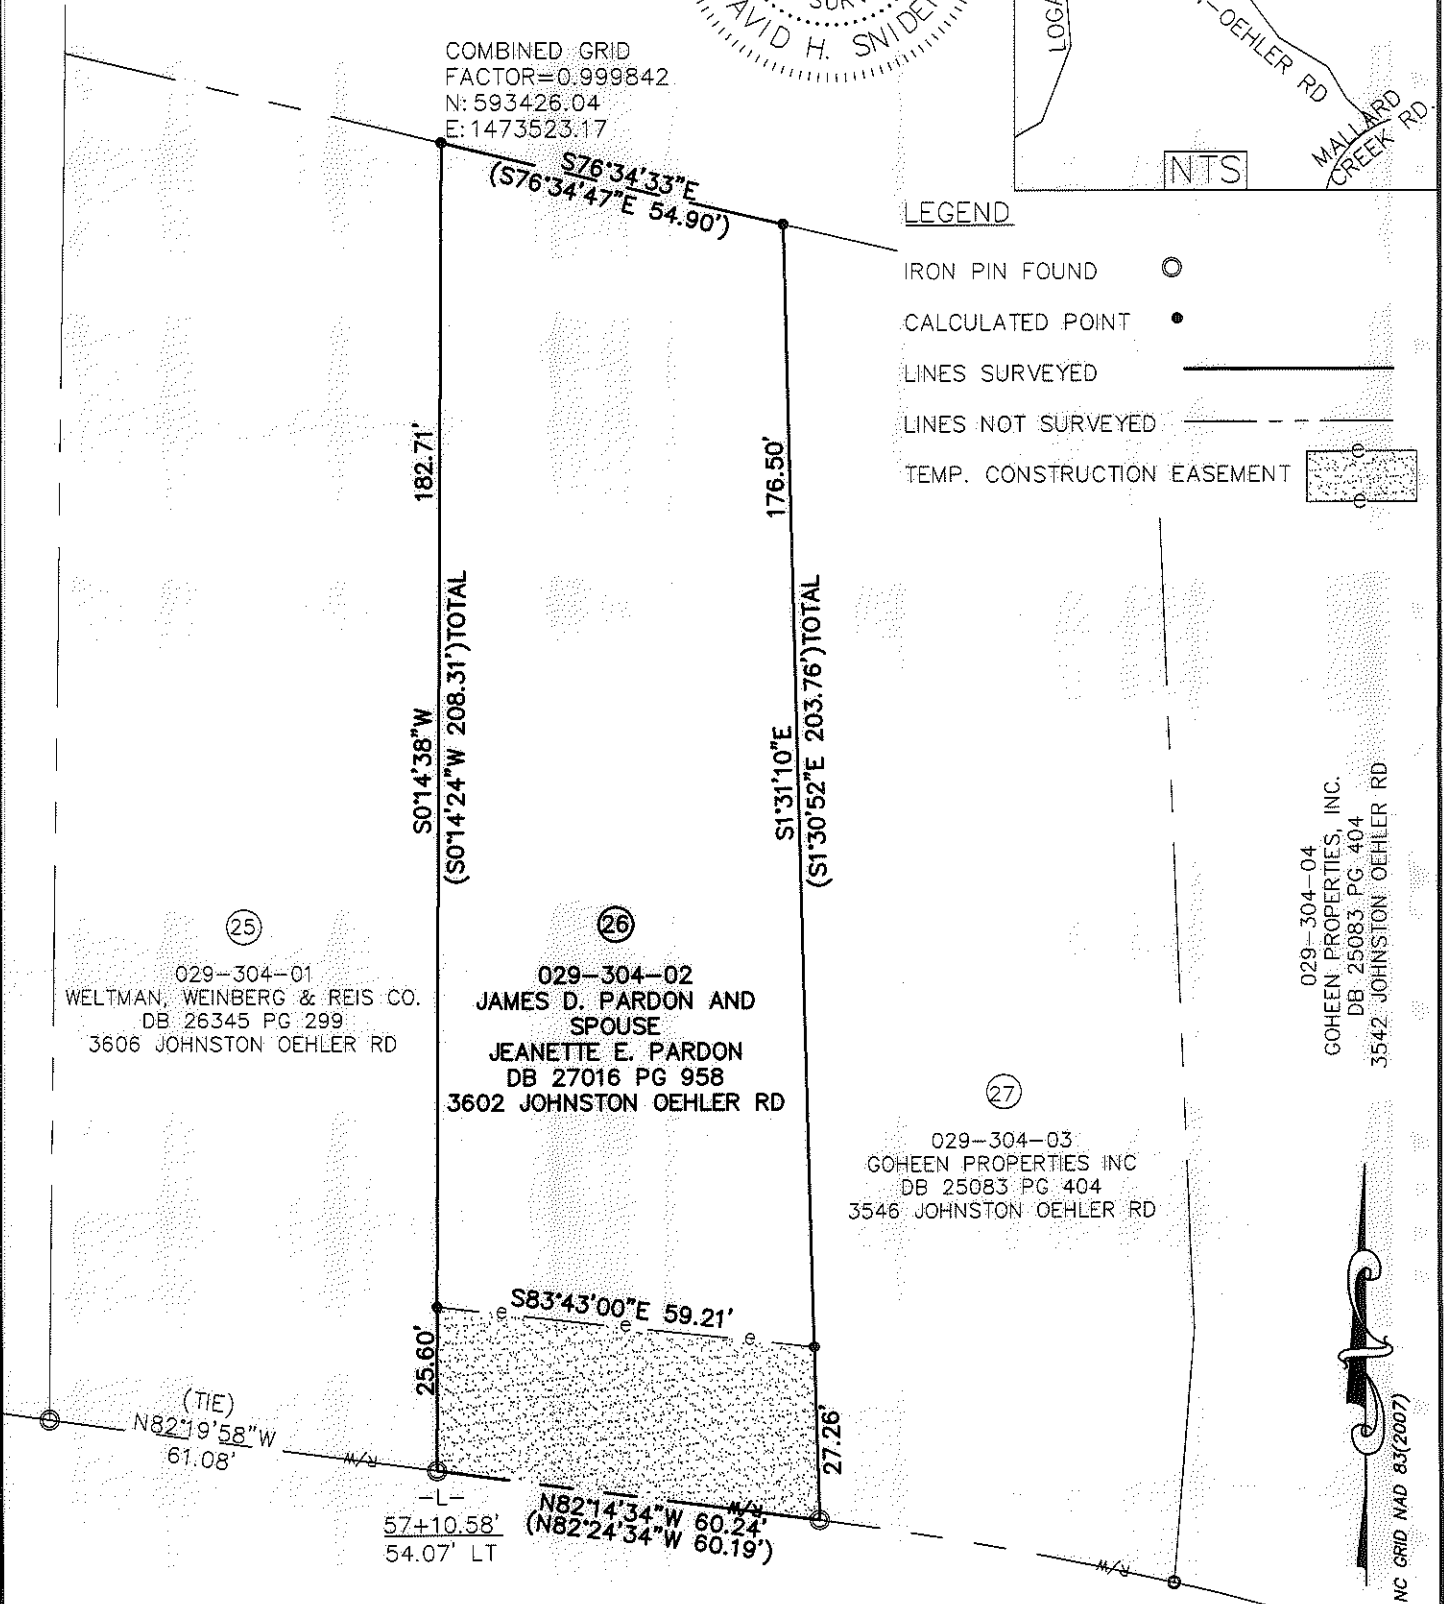 SURV
DAVID H. SNIDER
LOGA
-OEHLER RD
MALLARD
CREEK RD.
NTS
COMBINED GRID
FACTOR=0.999842
N: 593426.04
E: 1473523.17
S76°34'33"E
(S76°34'47"E 54.90')
LEGEND
IRON PIN FOUND
CALCULATED POINT
LINES SURVEYED
LINES NOT SURVEYED
TEMP. CONSTRUCTION EASEMENT
e
e
182.71'
S0°14'38"W
(S0°14'24"W 208.31')TOTAL
176.50'
S1°31'10"E
(S1°30'52"E 203.76')TOTAL
25
029-304-01
WELTMAN, WEINBERG & REIS CO.
DB 26345 PG 299
3606 JOHNSTON OEHLER RD
26
029-304-02
JAMES D. PARDON AND
SPOUSE
JEANETTE E. PARDON
DB 27016 PG 958
3602 JOHNSTON OEHLER RD
27
029-304-03
GOHEEN PROPERTIES INC
DB 25083 PG 404
3546 JOHNSTON OEHLER RD
029-304-04
GOHEEN PROPERTIES, INC.
DB 25083 PG 404
3542 JOHNSTON OEHLER RD
S83°43'00"E 59.21'
e e e
25.60'
27.26'
(TIE)
N82°19'58"W
61.08'
R/W
-L-
57+10.58'
54.07' LT
R/W
N82°14'34"W 60.24'
(N82°24'34"W 60.19')
R/W
NC GRID NAD 83(2007)